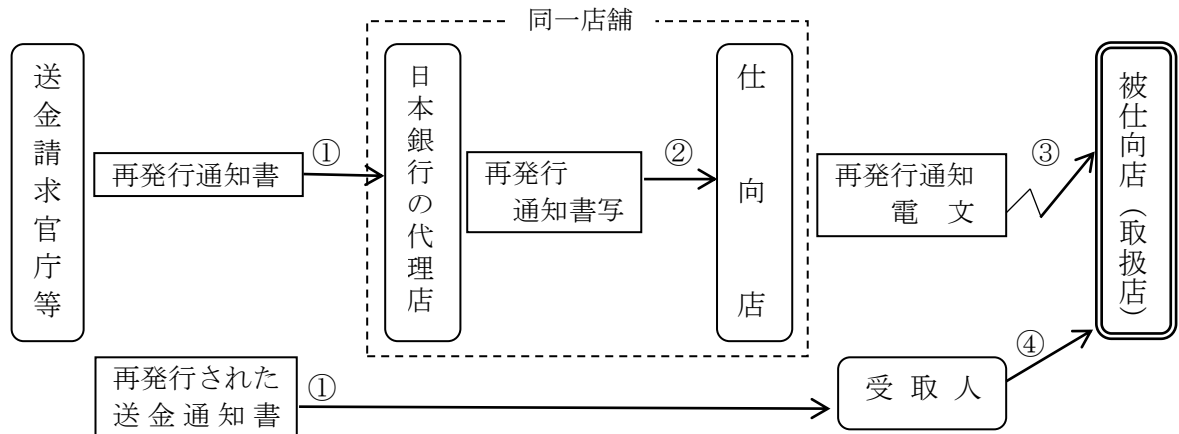 同一店舗
送金請求官庁等
再発行通知書
①
日本銀行の代理店
再発行
通知書写
②
仕向店
再発行通知
電文
③
被仕向店（取扱店）
再発行された
送金通知書
①
受取人
④